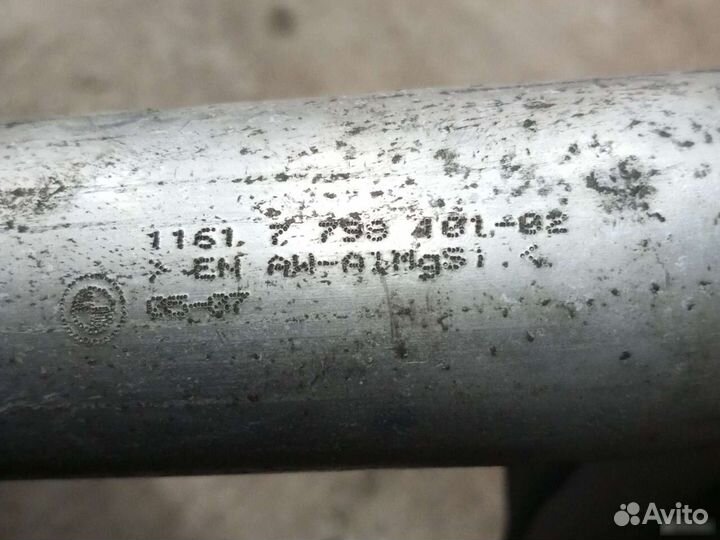 1161. 7 799 401-02
> EN AW-AlMgSi <
05-07
Avito